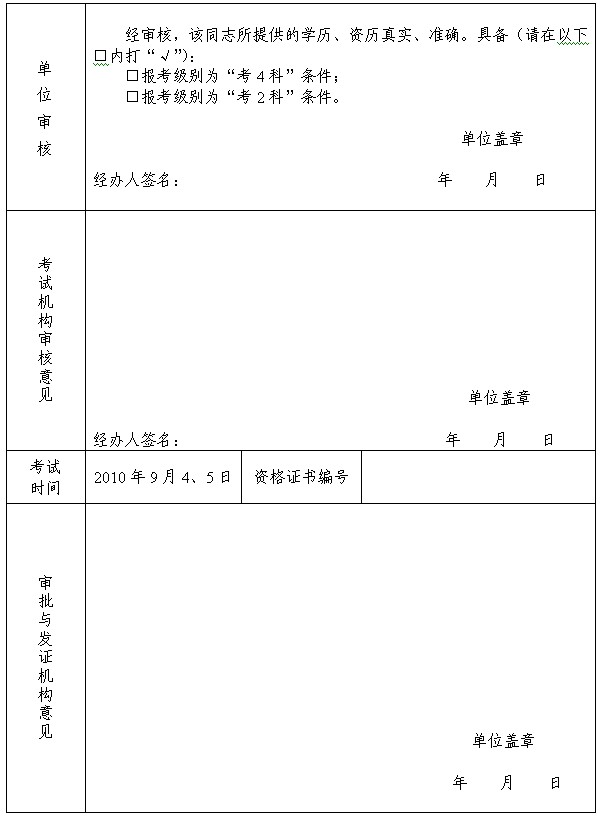 单位审核
经审核，该同志所提供的学历、资历真实、准确。具备（请在以下
□内打“√”）：
□报考级别为“考4科”条件；
□报考级别为“考2科”条件。
单位盖章
经办人签名： 年 月 日
考试机构审核意见
单位盖章
经办人签名： 年 月 日
考试
时间
2010年9月4、5日
资格证书编号
审批与发证机构意见
单位盖章
年 月 日